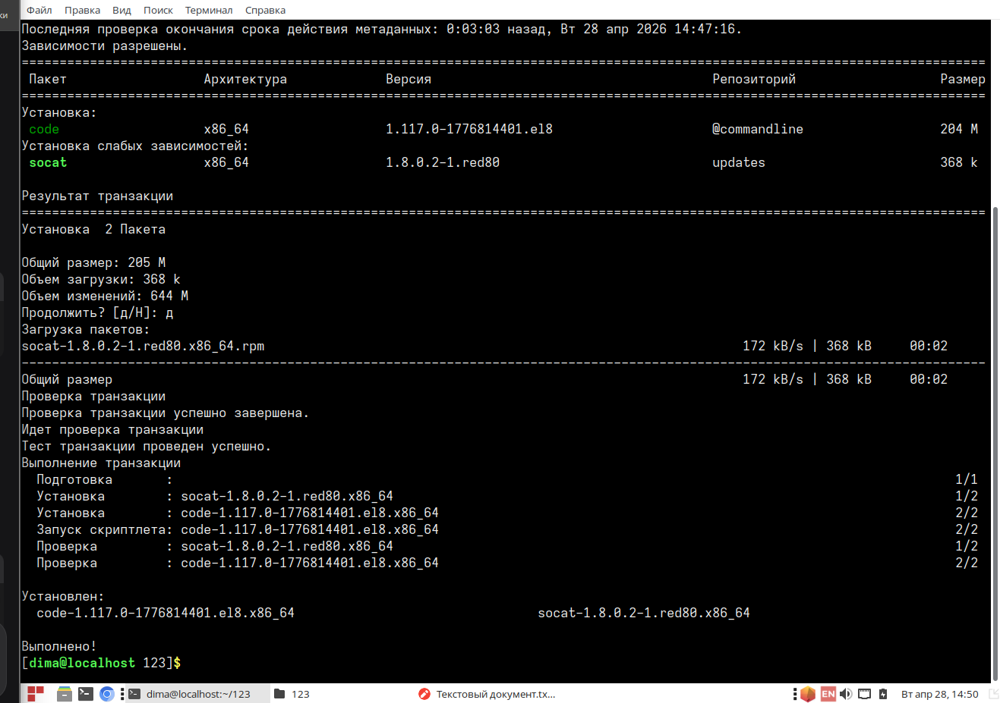 ки
Файл Правка Вид Поиск Терминал Справка
Последняя проверка окончания срока действия метаданных: 0:03:03 назад, Вт 28 апр 2026 14:47:16.
Зависимости разрешены.
================================================================================
Пакет Архитектура Версия Репозиторий Размер
================================================================================
Установка:
code x86_64 1.117.0-1776814401.el8 @commandline 204 M
Установка слабых зависимостей:
socat x86_64 1.8.0.2-1.red80 updates 368 k
Результат транзакции
================================================================================
Установка 2 Пакета
Общий размер: 205 M
Объем загрузки: 368 k
Объем изменений: 644 M
Продолжить? [д/Н]: д
Загрузка пакетов:
socat-1.8.0.2-1.red80.x86_64.rpm 172 kB/s | 368 kB 00:02
--------------------------------------------------------------------------------
Общий размер 172 kB/s | 368 kB 00:02
Проверка транзакции
Проверка транзакции успешно завершена.
Идет проверка транзакции
Тест транзакции проведен успешно.
Выполнение транзакции
Подготовка : 1/1
Установка : socat-1.8.0.2-1.red80.x86_64 1/2
Установка : code-1.117.0-1776814401.el8.x86_64 2/2
Запуск скриптлета: code-1.117.0-1776814401.el8.x86_64 2/2
Проверка : socat-1.8.0.2-1.red80.x86_64 1/2
Проверка : code-1.117.0-1776814401.el8.x86_64 2/2
Установлен:
code-1.117.0-1776814401.el8.x86_64 socat-1.8.0.2-1.red80.x86_64
Выполнено!
[dima@localhost 123]$
dima@localhost:~/123 123 Текстовый документ.tx... EN Вт апр 28, 14:50